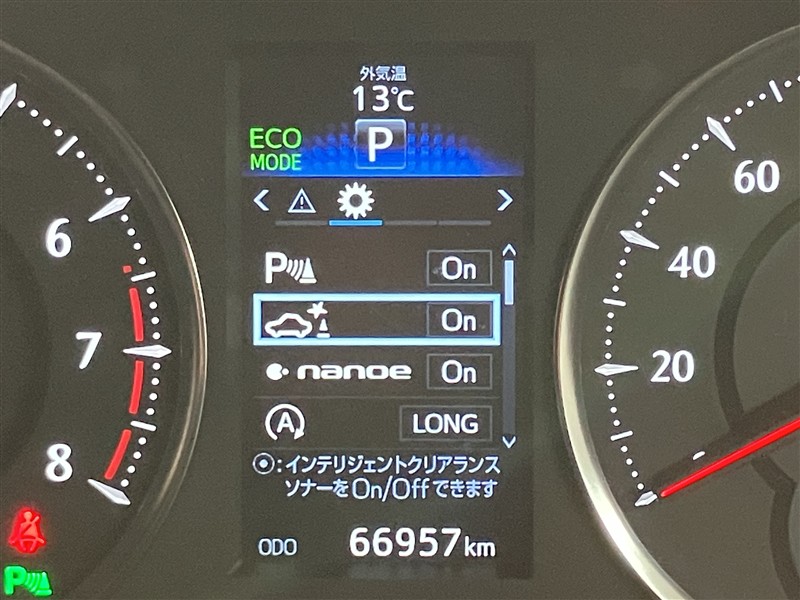 外気温
13℃
ECO
MODE
P
P
On
On
nanoe
On
A
LONG
◉:インテリジェントクリアランス
ソナーをOn/Offできます
ODO 66957km
6
7
8
60
40
20
P